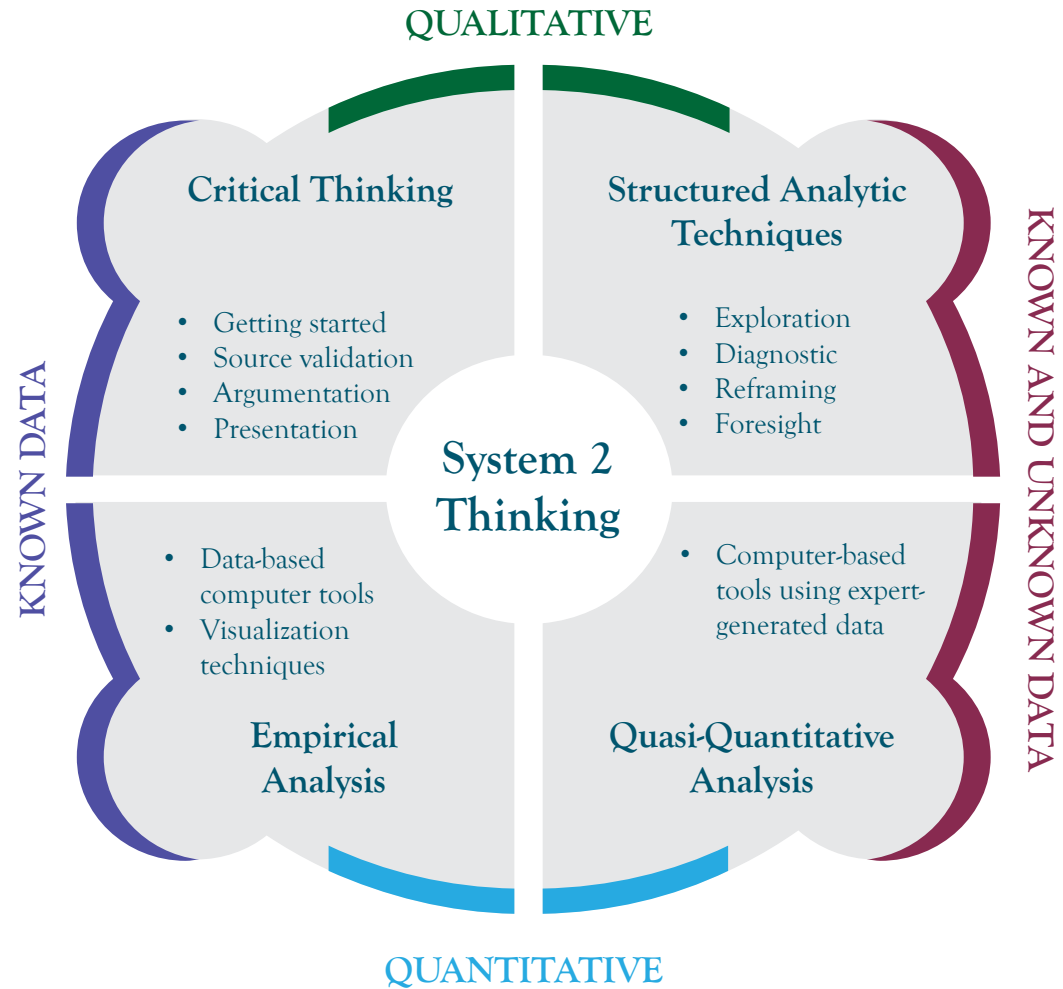 QUALITATIVE
Critical Thinking
• Getting started
• Source validation
• Argumentation
• Presentation
Structured Analytic
Techniques
• Exploration
• Diagnostic
• Reframing
• Foresight
KNOWN DATA
System 2
Thinking
KNOWN AND UNKNOWN DATA
• Data-based
computer tools
• Visualization
techniques
Empirical
Analysis
• Computer-based
tools using expert-
generated data
Quasi-Quantitative
Analysis
QUANTITATIVE